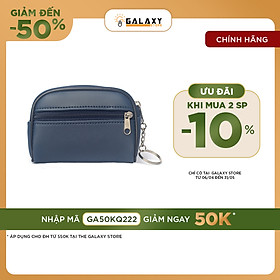 GIẢM ĐẾN
-50%
GALAXY
CHÍNH HÃNG
ƯU ĐÃI
KHI MUA 2 SP
-10%
CHỈ CÓ TẠI GALAXY STORE
TỪ 06/06 ĐẾN 31/05
NHẬP MÃ GA50KQ222 GIẢM NGAY 50K*
* ÁP DỤNG CHO ĐH TỪ 550K TẠI THE GALAXY STORE